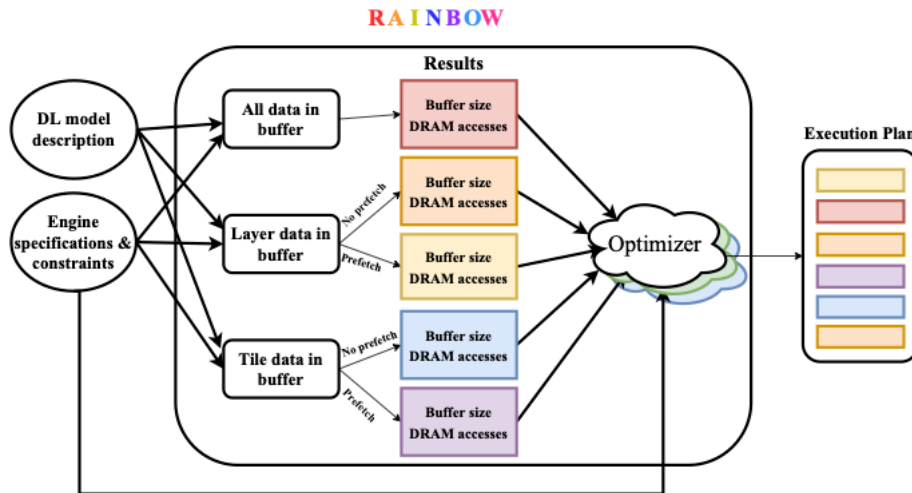 RAINBOW
Results
DL model
description
Engine
specifications &
constraints
All data in
buffer
Layer data in
buffer
Tile data in
buffer
No prefetch
Prefetch
No prefetch
Prefetch
Buffer size
DRAM accesses
Buffer size
DRAM accesses
Buffer size
DRAM accesses
Buffer size
DRAM accesses
Buffer size
DRAM accesses
Optimizer
Execution Plan